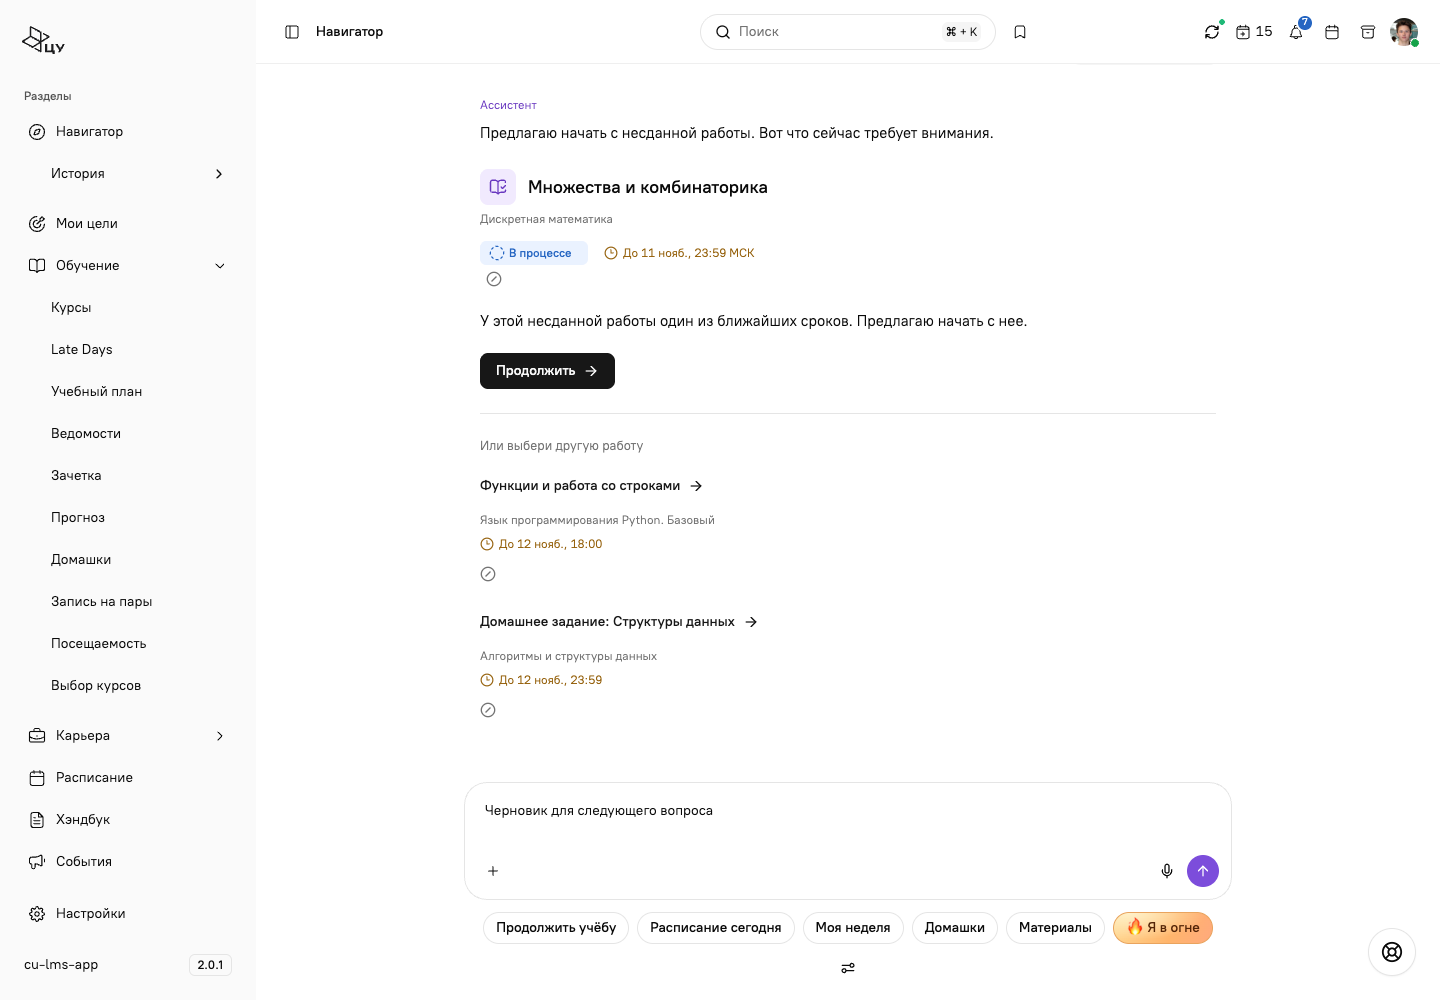 ЦУ
Навигатор
Поиск
⌘ + K
15
7
Разделы
Навигатор
История
Мои цели
Обучение
Курсы
Late Days
Учебный план
Ведомости
Зачетка
Прогноз
Домашки
Запись на пары
Посещаемость
Выбор курсов
Карьера
Расписание
Хэндбук
События
Настройки
cu-lms-app
2.0.1
Ассистент
Предлагаю начать с несданной работы. Вот что сейчас требует внимания.
Множества и комбинаторика
Дискретная математика
В процессе
До 11 нояб., 23:59 МСК
У этой несданной работы один из ближайших сроков. Предлагаю начать с нее.
Продолжить
Или выбери другую работу
Функции и работа со строками
Язык программирования Python. Базовый
До 12 нояб., 18:00
Домашнее задание: Структуры данных
Алгоритмы и структуры данных
До 12 нояб., 23:59
Черновик для следующего вопроса
Продолжить учёбу
Расписание сегодня
Моя неделя
Домашки
Материалы
🔥 Я в огне